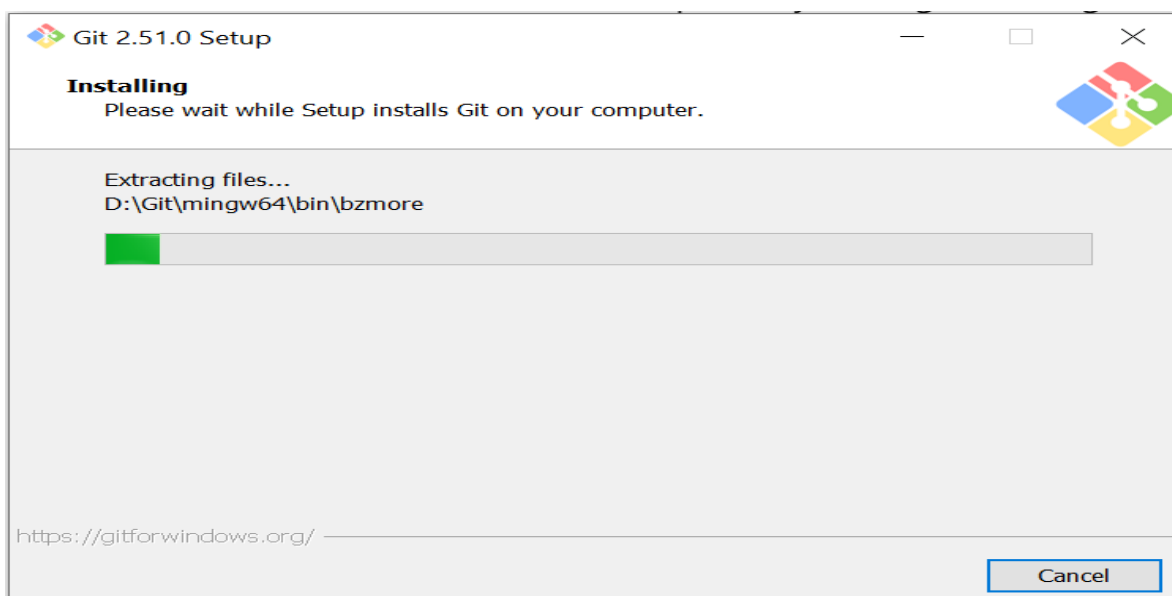 Git 2.51.0 Setup
Installing
Please wait while Setup installs Git on your computer.
Extracting files...
D:\Git\mingw64\bin\bzmore
https://gitforwindows.org/
Cancel